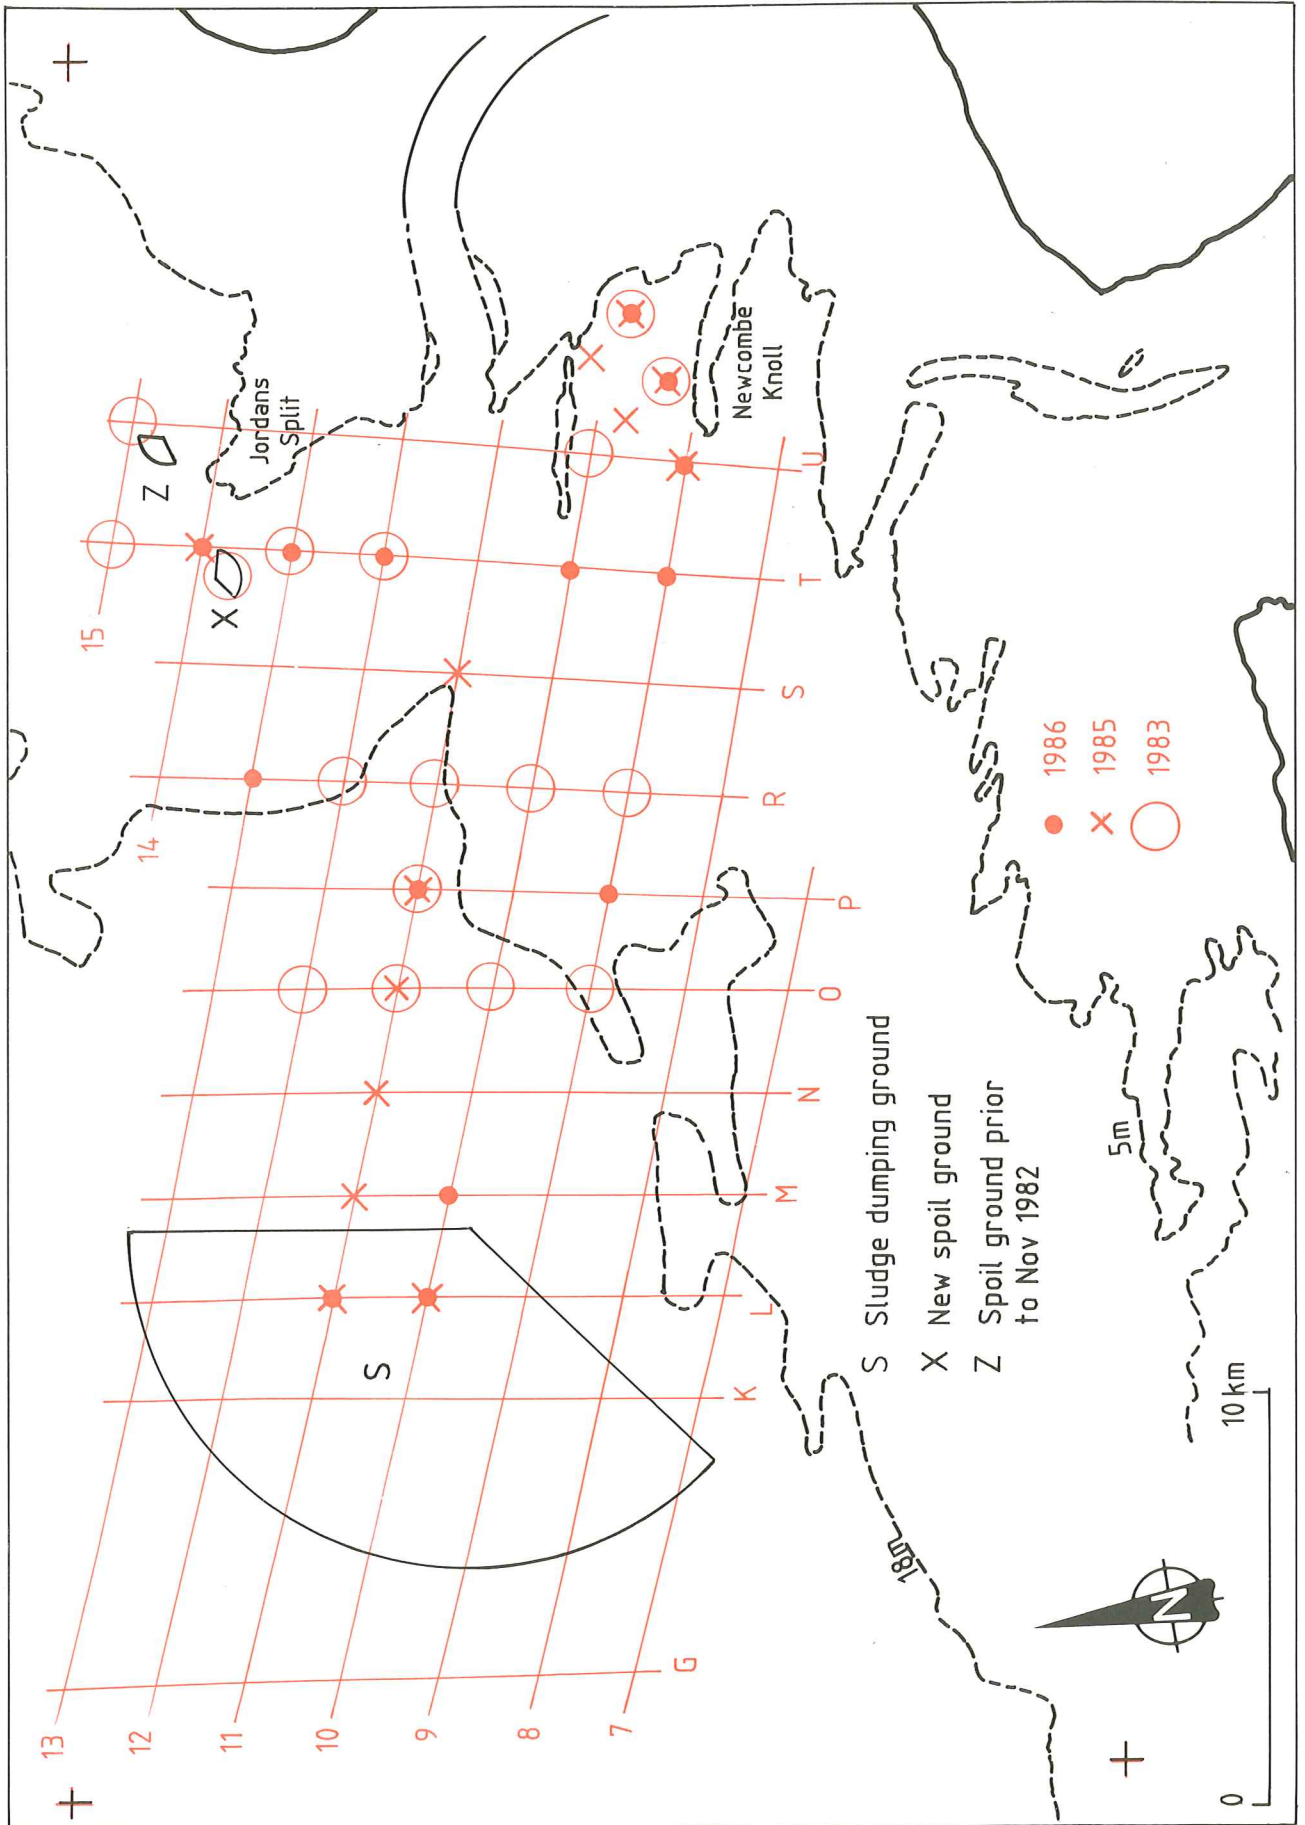 15
14
13
12
11
10
9
8
7
G
K
L
M
N
O
P
R
S
T
U
Z
X
S
Jordans
Split
Newcombe
Knoll
1986
1985
1983
S Sludge dumping ground
X New spoil ground
Z Spoil ground prior
to Nov 1982
5m
18m
0
10 km
N